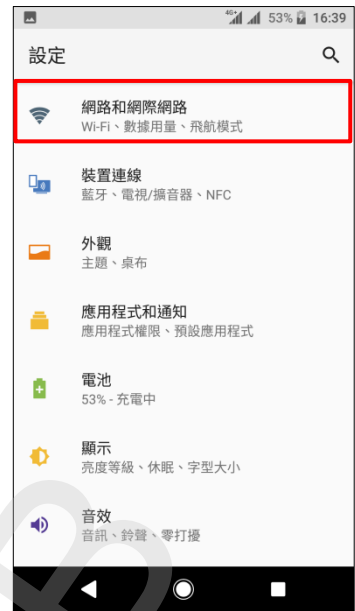 4G+ 53% 16:39
設定
網路和網際網路
Wi-Fi、數據用量、飛航模式
裝置連線
藍牙、電視/擴音器、NFC
外觀
主題、桌布
應用程式和通知
應用程式權限、預設應用程式
電池
53% - 充電中
顯示
亮度等級、休眠、字型大小
音效
音訊、鈴聲、零打擾